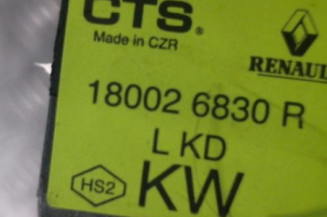 CTS®
Made in CZR
RENAULT
18002 6830 R
L KD
HS2
KW